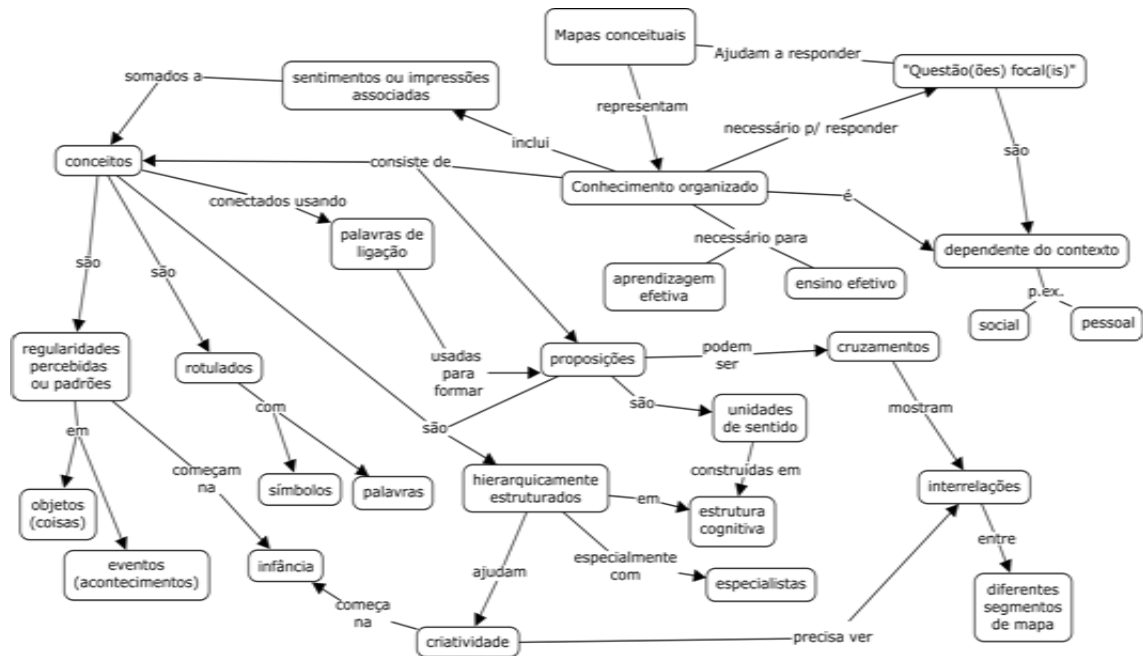 Mapas conceituais
Ajudam a responder
"Questão(ões) focal(is)"
somados a
sentimentos ou impressões
associadas
representam
necessário p/ responder
inclui
são
conceitos
consiste de
Conhecimento organizado
é
conectados usando
palavras de
ligação
necessário para
dependente do contexto
são
são
aprendizagem
efetiva
ensino efetivo
p.ex.
social
pessoal
regularidades
percebidas
ou padrões
rotulados
usadas
para
formar
proposições
podem
ser
cruzamentos
em
com
são
são
unidades
de sentido
mostram
começam
na
símbolos
palavras
hierarquicamente
estruturados
construídas em
em
estrutura
cognitiva
interrelações
objetos
(coisas)
eventos
(acontecimentos)
infância
ajudam
especialmente
com
especialistas
entre
diferentes
segmentos
de mapa
começa
na
criatividade
precisa ver